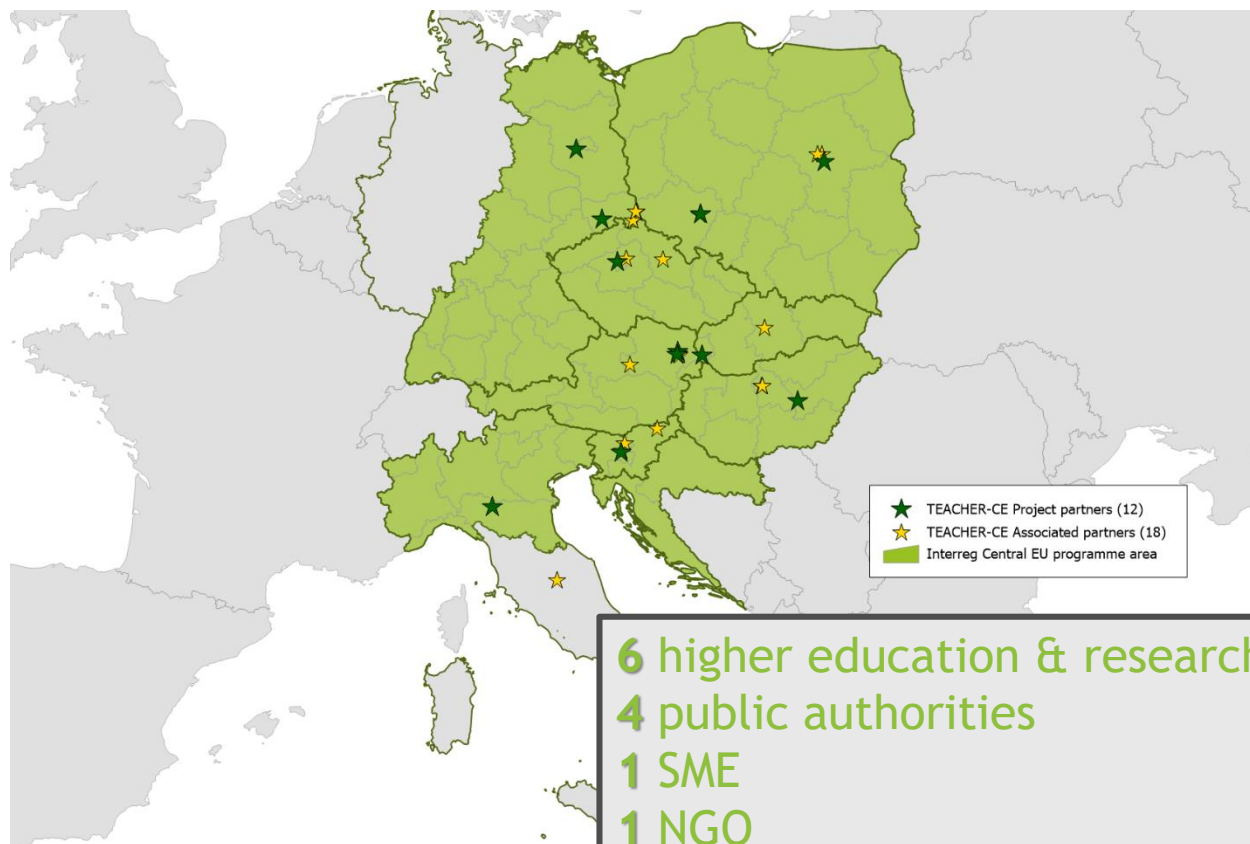 TEACHER-CE Project partners (12)
TEACHER-CE Associated partners (18)
Interreg Central EU programme area
6 higher education & research
4 public authorities
1 SME
1 NGO